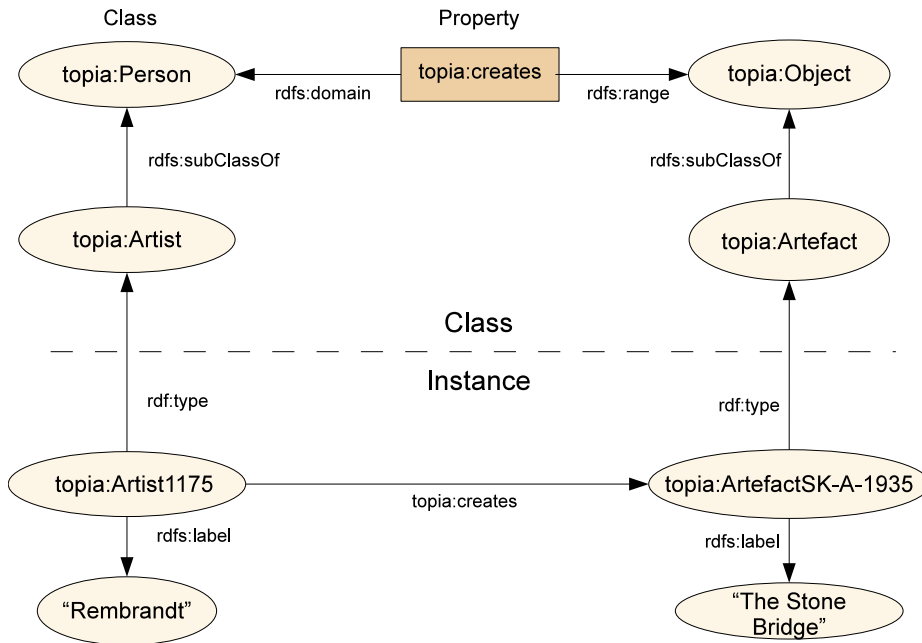 Class
Property
topia:Person
topia:creates
topia:Object
rdfs:domain
rdfs:range
rdfs:subClassOf
rdfs:subClassOf
topia:Artist
topia:Artefact
Class
Instance
rdf:type
rdf:type
topia:Artist1175
topia:ArtefactSK-A-1935
topia:creates
rdfs:label
rdfs:label
“Rembrandt”
“The Stone
Bridge”